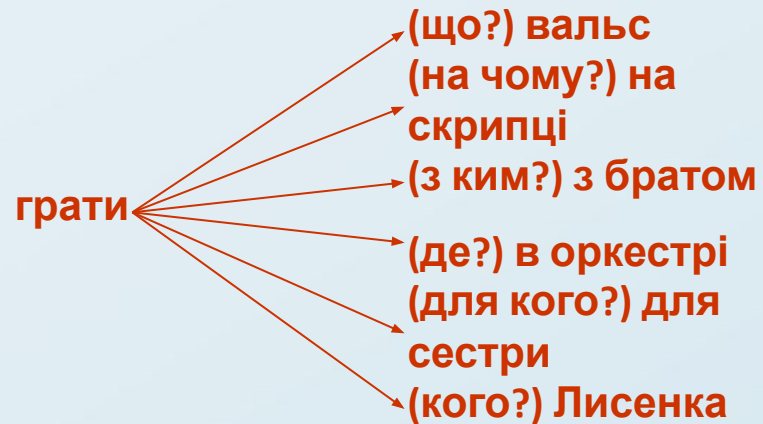 грати
(що?) вальс
(на чому?) на
скрипці
(з ким?) з братом
(де?) в оркестрі
(для кого?) для
сестри
(кого?) Лисенка